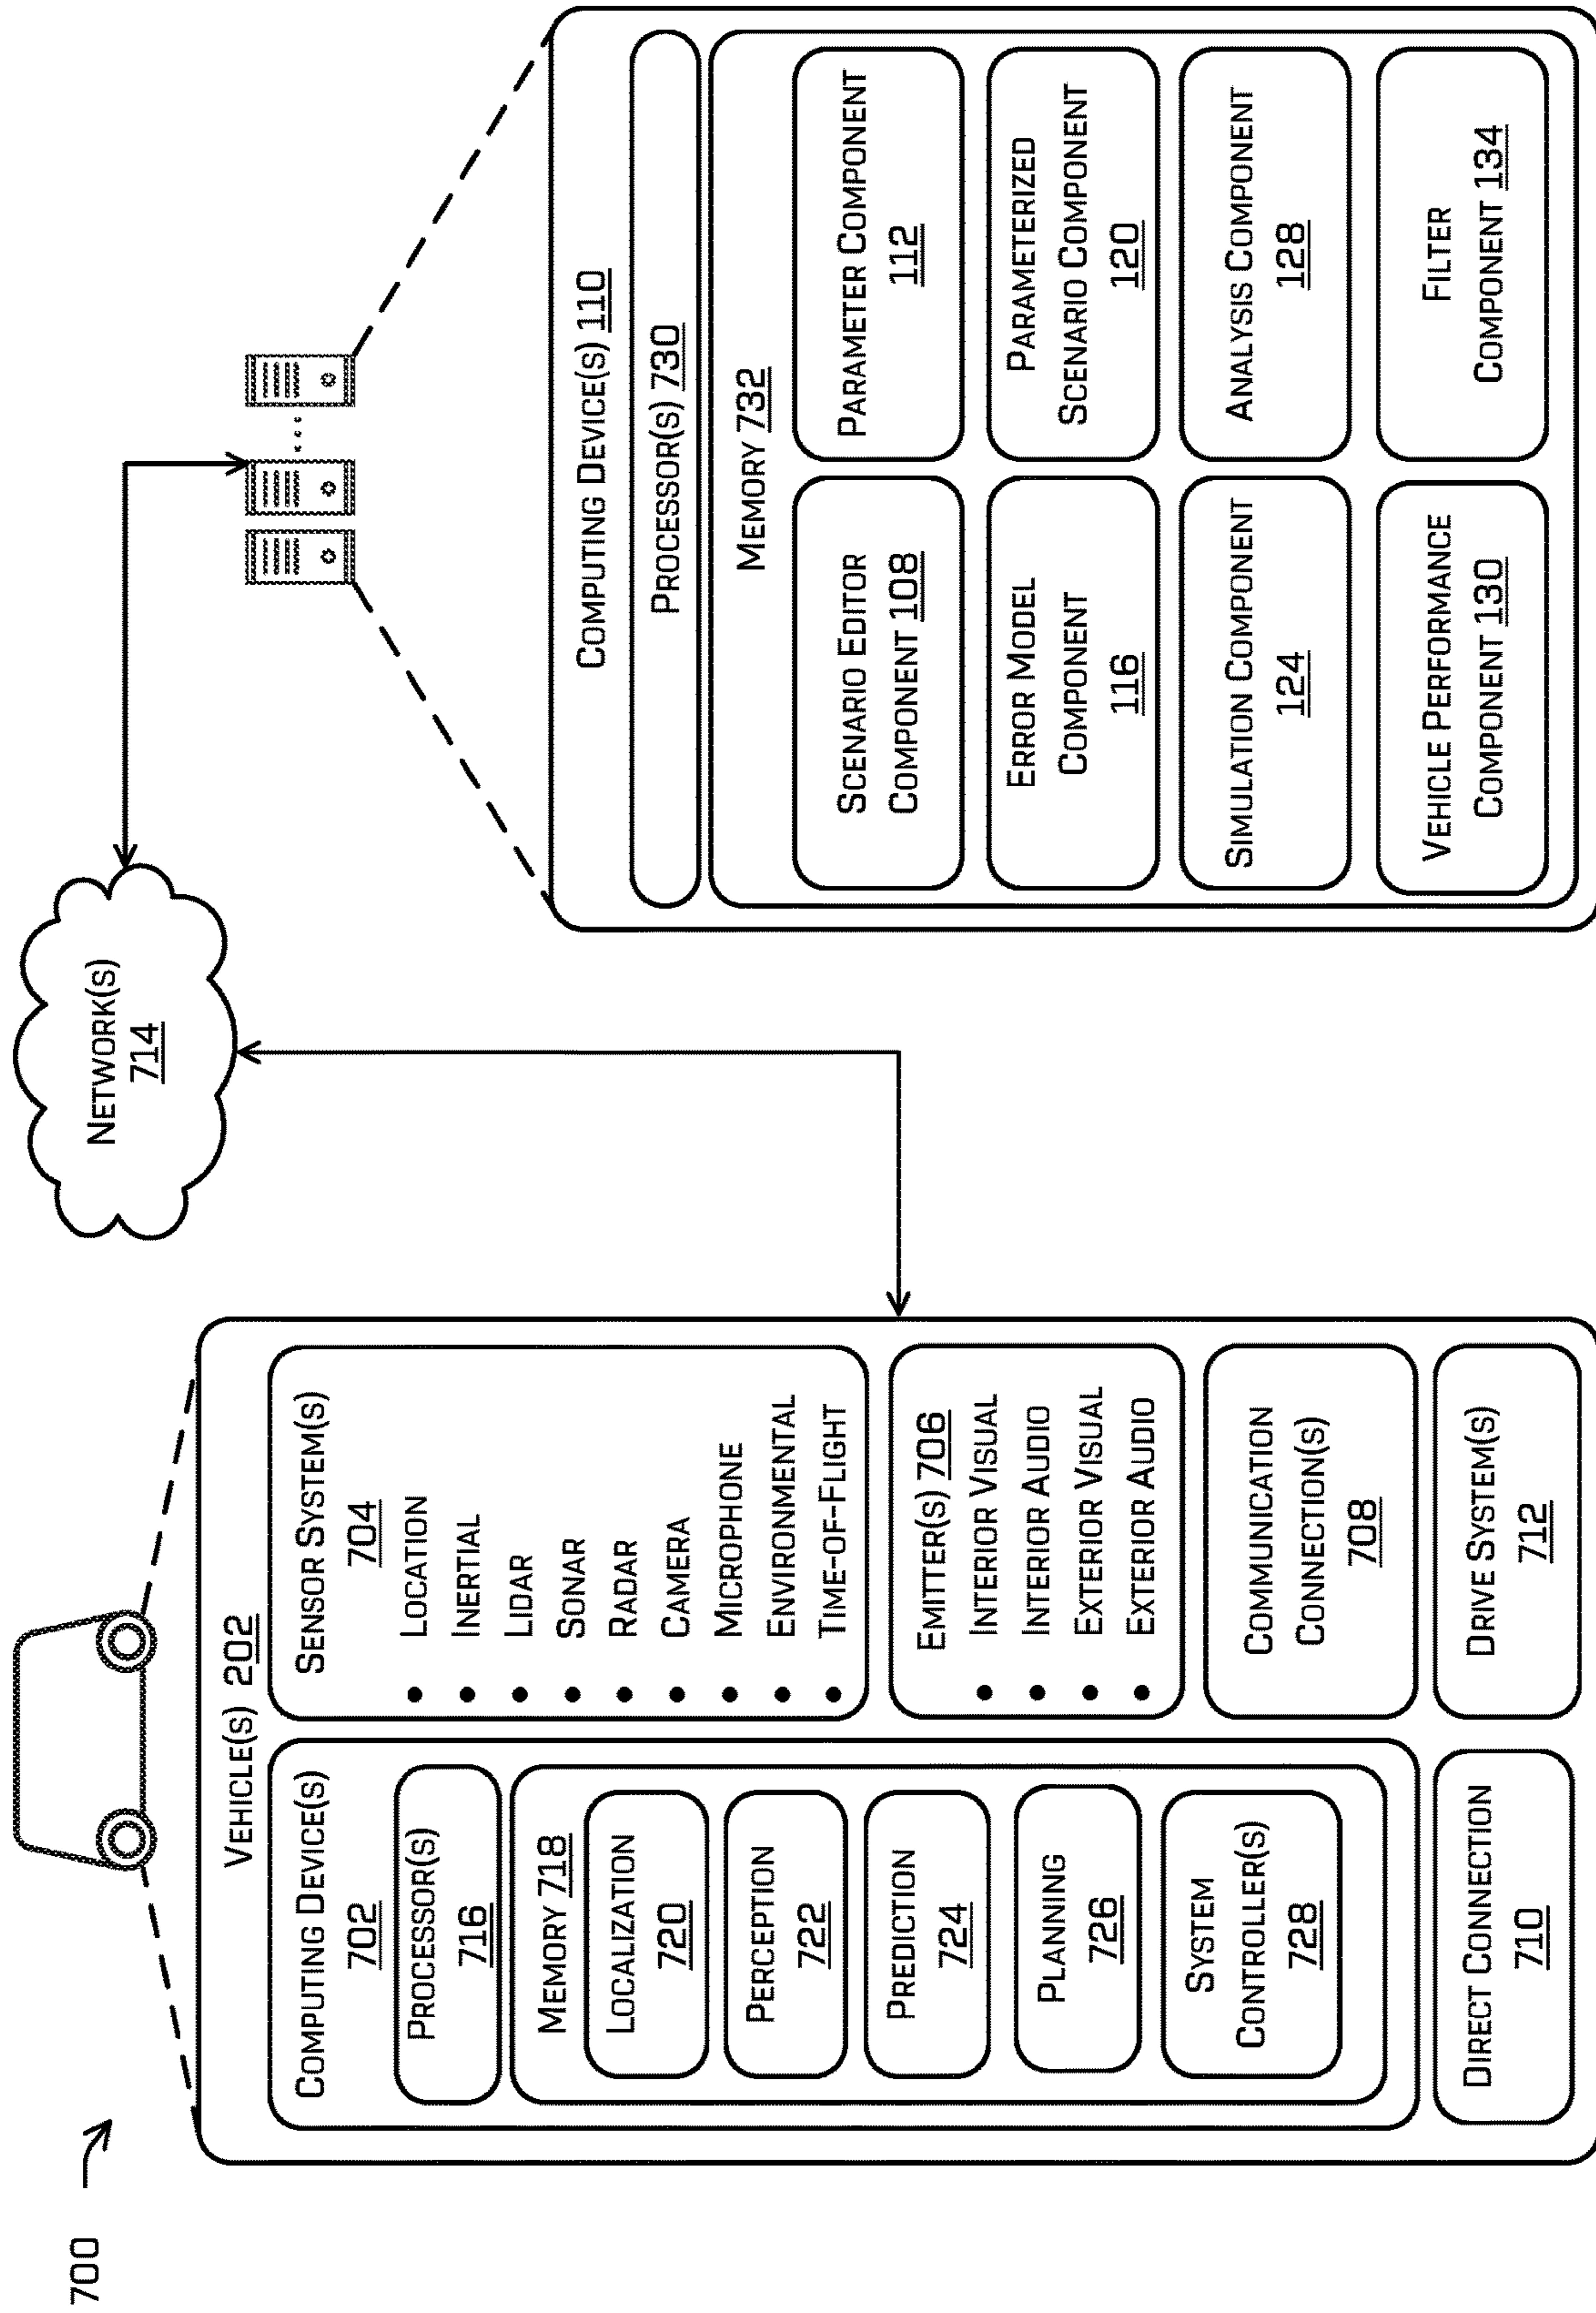 700
VEHICLE(S) 202
COMPUTING DEVICE(S)
702
PROCESSOR(S)
716
MEMORY 718
LOCALIZATION
720
PERCEPTION
722
PREDICTION
724
PLANNING
726
SYSTEM
CONTROLLER(S)
728
DIRECT CONNECTION
710
SENSOR SYSTEM(S)
704
• LOCATION
• INERTIAL
• LIDAR
• SONAR
• RADAR
• CAMERA
• MICROPHONE
• ENVIRONMENTAL
• TIME-OF-FLIGHT
EMITTER(S) 706
• INTERIOR VISUAL
• INTERIOR AUDIO
• EXTERIOR VISUAL
• EXTERIOR AUDIO
COMMUNICATION
CONNECTION(S)
708
DRIVE SYSTEM(S)
712
NETWORK(S)
714
COMPUTING DEVICE(S) 110
PROCESSOR(S) 730
MEMORY 732
SCENARIO EDITOR
COMPONENT 108
PARAMETER COMPONENT
112
ERROR MODEL
COMPONENT
116
PARAMETERIZED
SCENARIO COMPONENT
120
SIMULATION COMPONENT
124
ANALYSIS COMPONENT
128
VEHICLE PERFORMANCE
COMPONENT 130
FILTER
COMPONENT 134